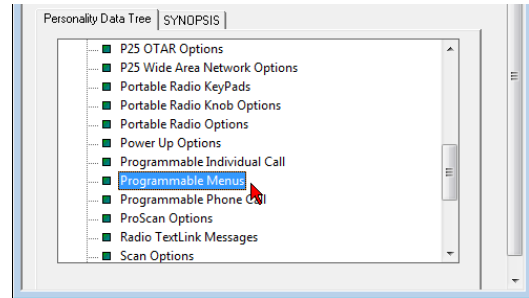 Personality Data Tree SYNOPSIS
P25 OTAR Options
P25 Wide Area Network Options
Portable Radio KeyPads
Portable Radio Knob Options
Portable Radio Options
Power Up Options
Programmable Individual Call
Programmable Menus
Programmable Phone Call
ProScan Options
Radio TextLink Messages
Scan Options